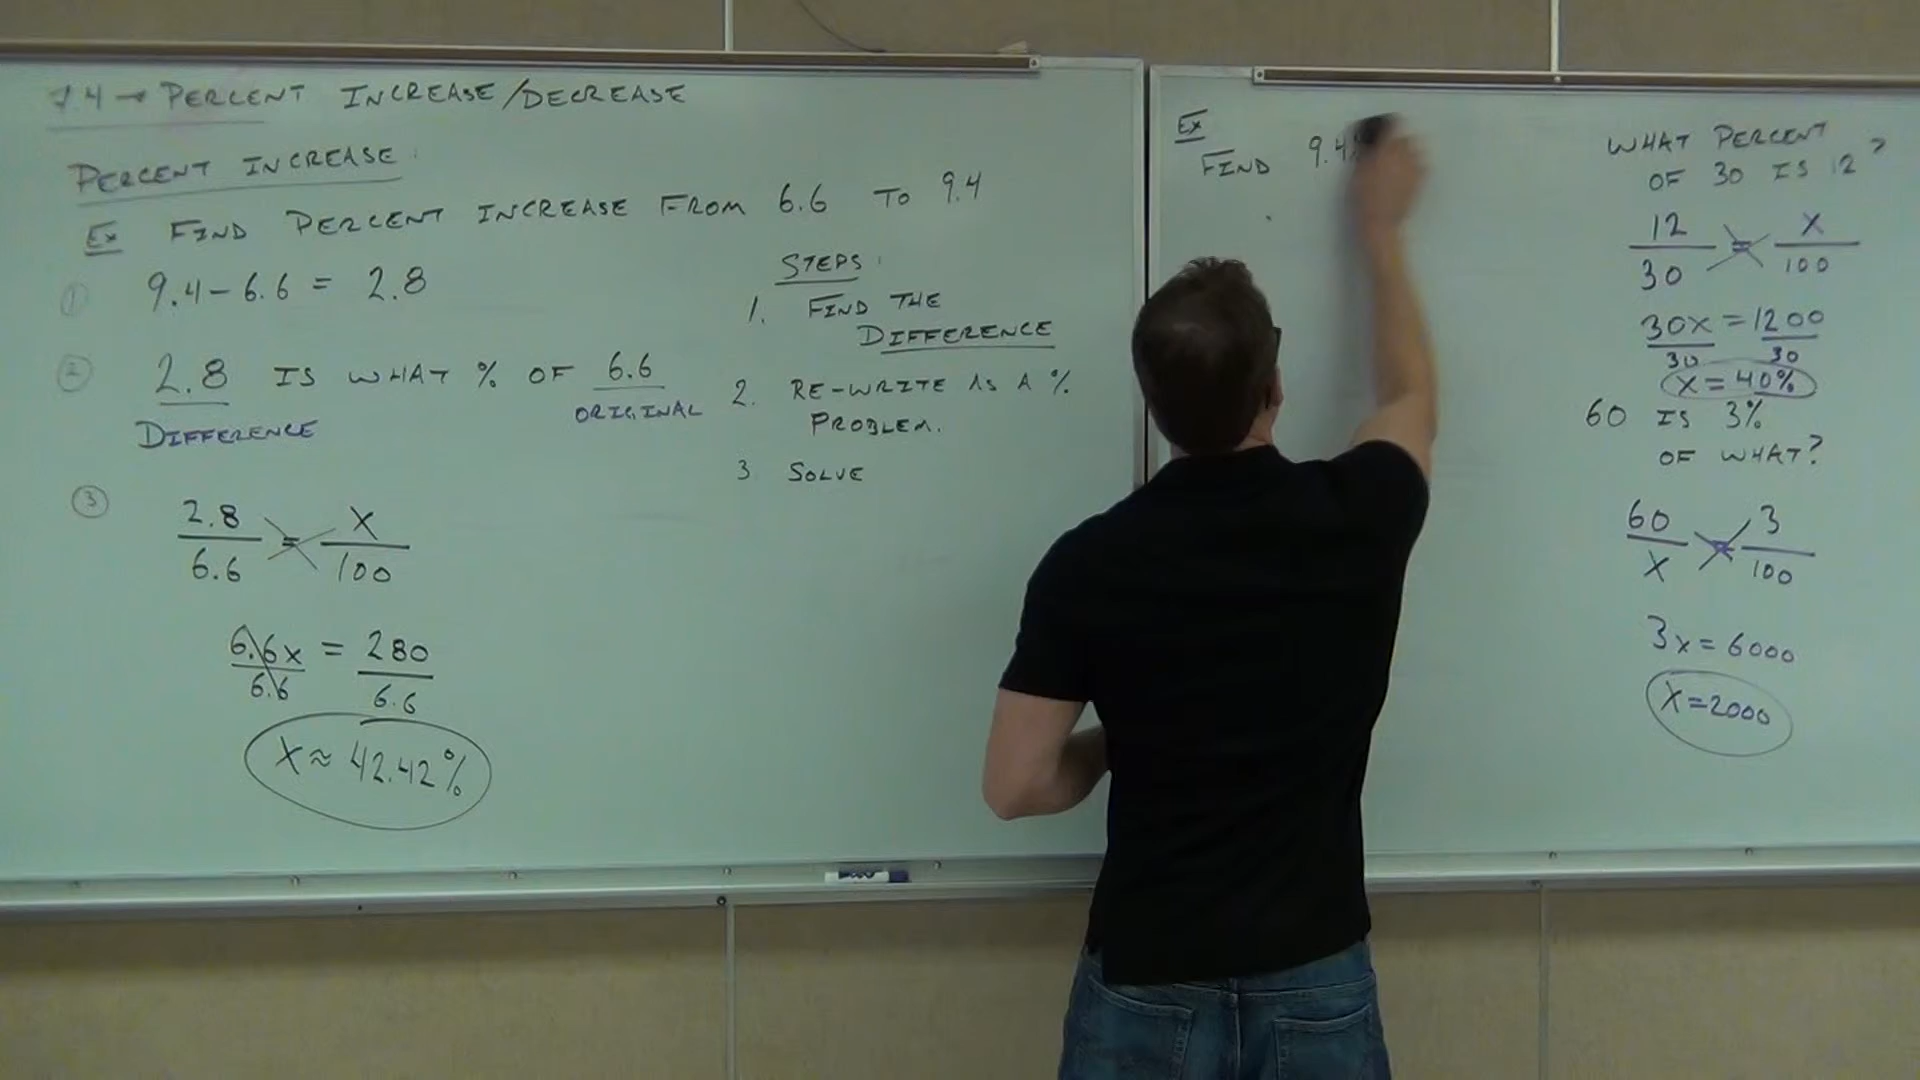 7.4 → PERCENT INCREASE/DECREASE
PERCENT INCREASE:
Ex FIND PERCENT INCREASE FROM 6.6 TO 9.4
① 9.4 - 6.6 = 2.8
② 2.8 IS WHAT % OF 6.6
DIFFERENCE ORIGINAL
③ 2.8/6.6 = X/100
6.6x/6.6 = 280/6.6
X ≈ 42.42%
STEPS:
1. FIND THE
DIFFERENCE
2. RE-WRITE AS A %
PROBLEM.
3. SOLVE
Ex
FIND 9.4
WHAT PERCENT
OF 30 IS 12?
12/30 = X/100
30x/30 = 1200/30
X = 40%
60 IS 3%
OF WHAT?
60/X = 3/100
3x = 6000
X = 2000